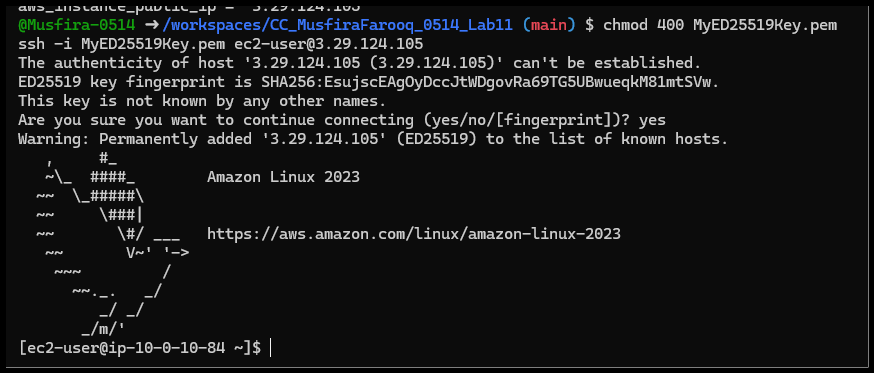 aws_instance_public_ip = "3.29.124.105"
@Musfira-0514 ➜/workspaces/CC_MusfiraFarooq_0514_Lab11 (main) $ chmod 400 MyED25519Key.pem
ssh -i MyED25519Key.pem ec2-user@3.29.124.105
The authenticity of host '3.29.124.105 (3.29.124.105)' can't be established.
ED25519 key fingerprint is SHA256:EsujscEAgOyDccJtWDgovRa69TG5UBwueqkM81mtSVw.
This key is not known by any other names.
Are you sure you want to continue connecting (yes/no/[fingerprint])? yes
Warning: Permanently added '3.29.124.105' (ED25519) to the list of known hosts.
   ,     #_
   ~\_  ####_        Amazon Linux 2023
  ~~  \_#####\
  ~~     \###|
  ~~       \#/ ___   https://aws.amazon.com/linux/amazon-linux-2023
   ~~       V~' '->
    ~~~         /
      ~~._.   _/
         _/ _/
       _/m/'
[ec2-user@ip-10-0-10-84 ~]$